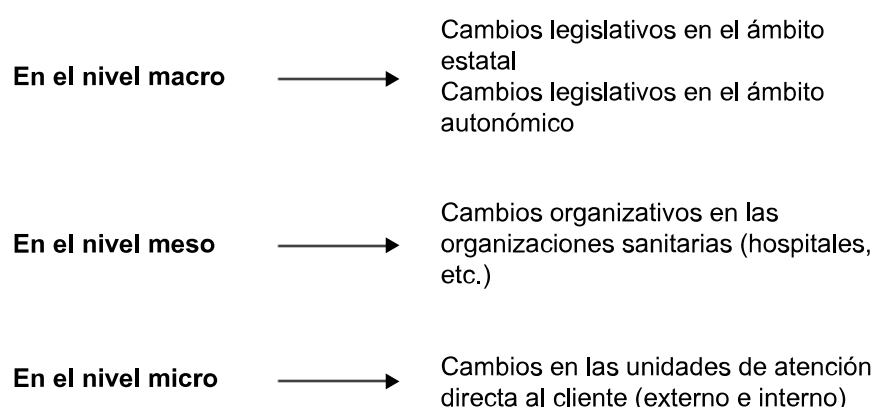 En el nivel macro
Cambios legislativos en el ámbito
estatal
Cambios legislativos en el ámbito
autonómico
En el nivel meso
Cambios organizativos en las
organizaciones sanitarias (hospitales,
etc.)
En el nivel micro
Cambios en las unidades de atención
directa al cliente (externo e interno)